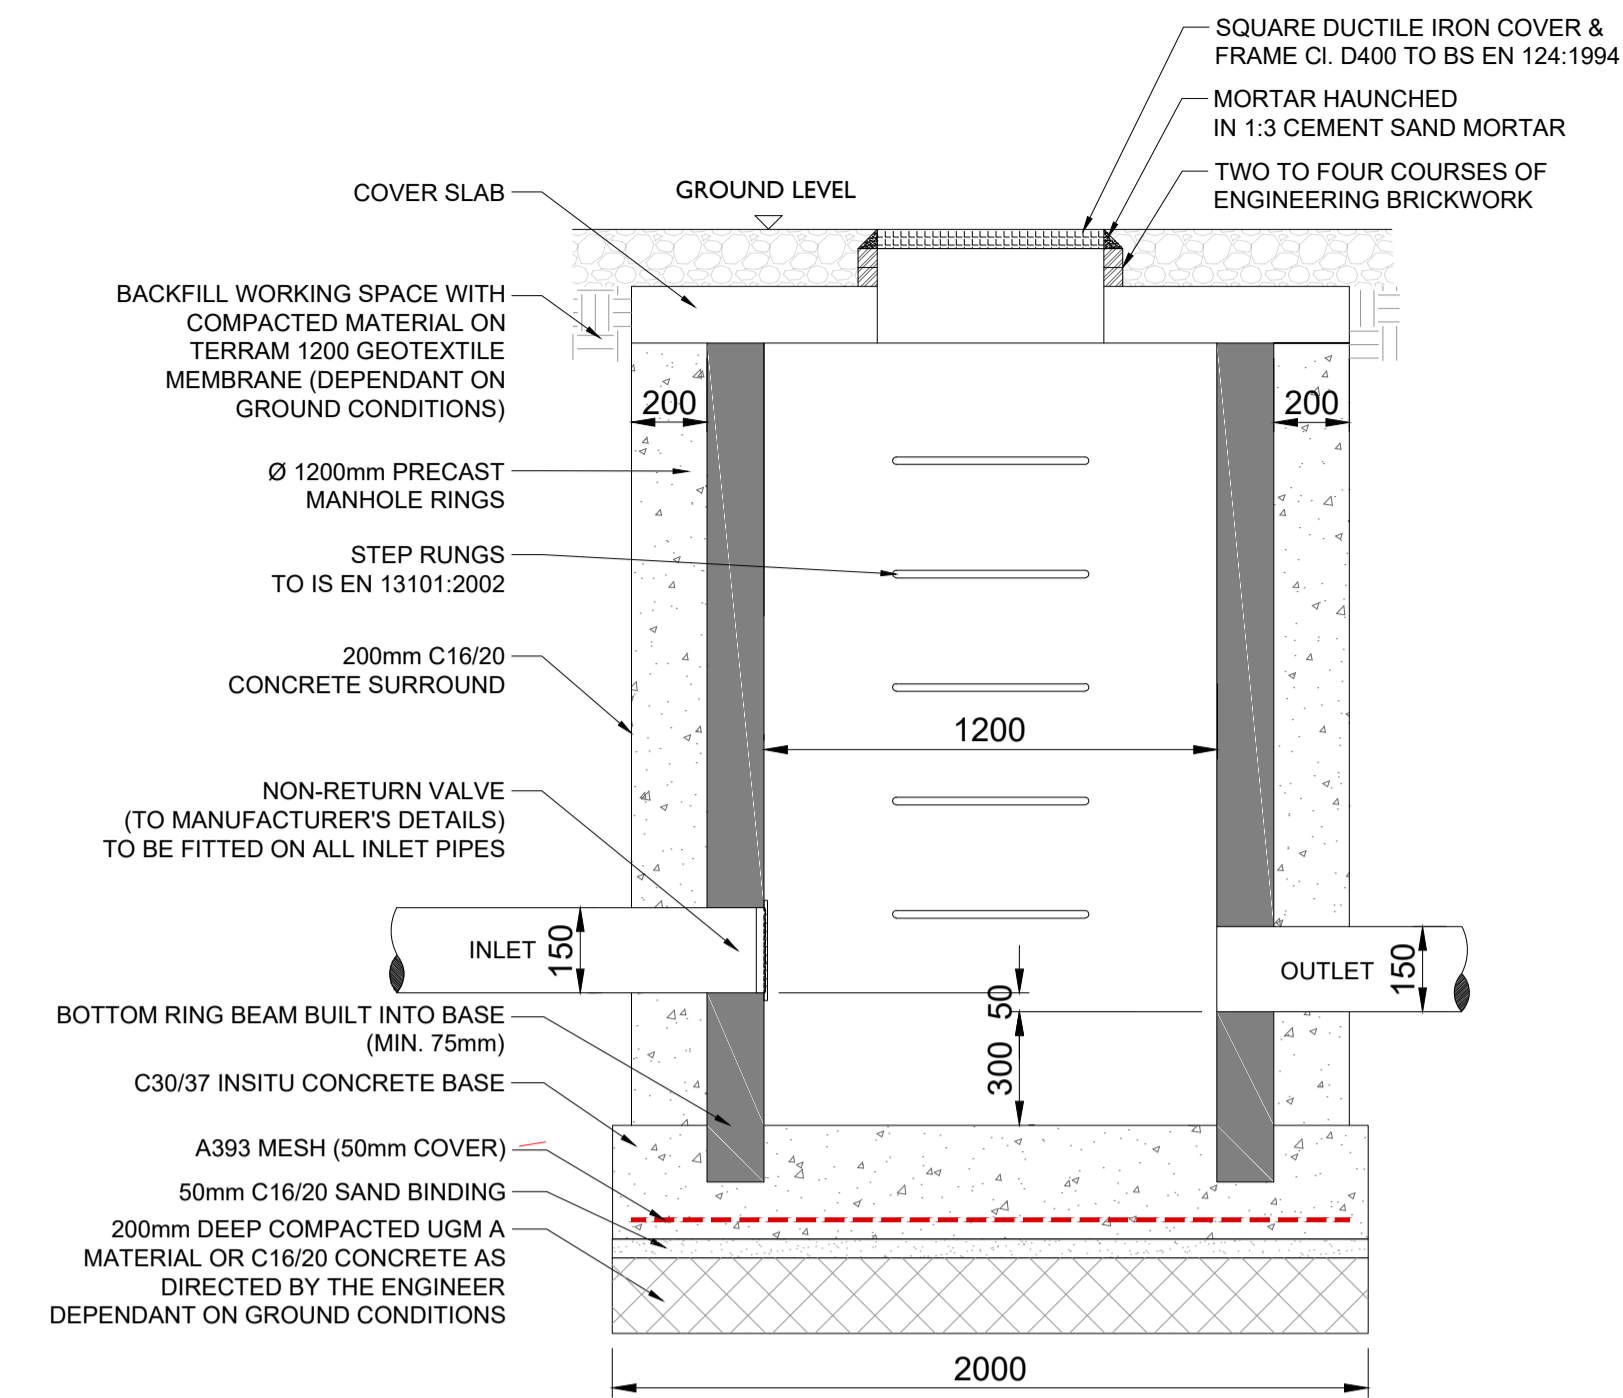 SQUARE DUCTILE IRON COVER &
FRAME Cl. D400 TO BS EN 124:1994
MORTAR HAUNCHED
IN 1:3 CEMENT SAND MORTAR
TWO TO FOUR COURSES OF
ENGINEERING BRICKWORK
GROUND LEVEL
COVER SLAB
BACKFILL WORKING SPACE WITH
COMPACTED MATERIAL ON
TERRAM 1200 GEOTEXTILE
MEMBRANE (DEPENDANT ON
GROUND CONDITIONS)
200
200
Ø 1200mm PRECAST
MANHOLE RINGS
STEP RUNGS
TO IS EN 13101:2002
200mm C16/20
CONCRETE SURROUND
1200
NON-RETURN VALVE
(TO MANUFACTURER'S DETAILS)
TO BE FITTED ON ALL INLET PIPES
INLET
150
OUTLET
150
50
300
BOTTOM RING BEAM BUILT INTO BASE
(MIN. 75mm)
C30/37 INSITU CONCRETE BASE
A393 MESH (50mm COVER)
50mm C16/20 SAND BINDING
200mm DEEP COMPACTED UGM A
MATERIAL OR C16/20 CONCRETE AS
DIRECTED BY THE ENGINEER
DEPENDANT ON GROUND CONDITIONS
2000